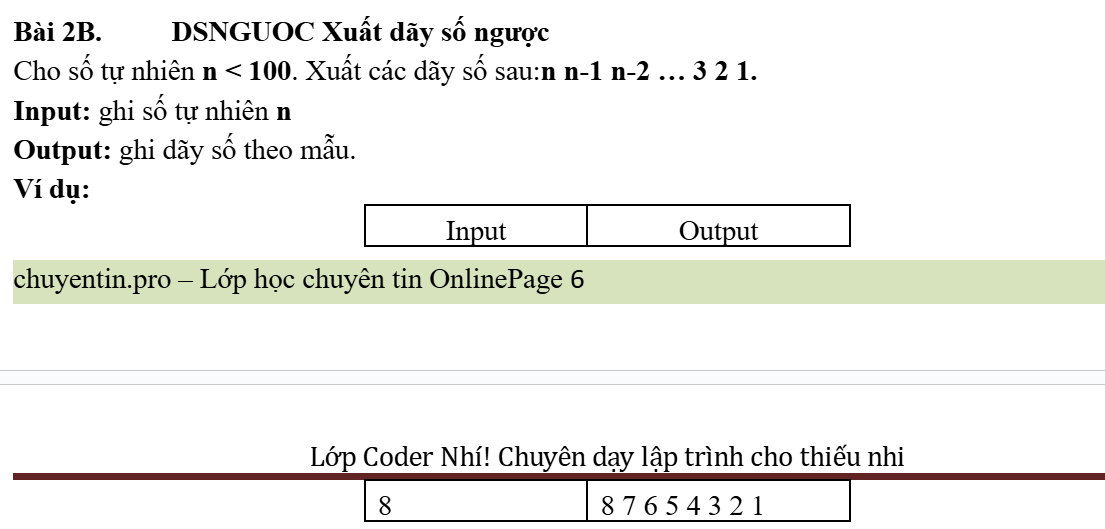 Bài 2B. DSNGUOC Xuất dãy số ngược
Cho số tự nhiên n < 100. Xuất các dãy số sau:n n-1 n-2 … 3 2 1.
Input: ghi số tự nhiên n
Output: ghi dãy số theo mẫu.
Ví dụ:
Input Output
chuyentin.pro – Lớp học chuyên tin OnlinePage 6
Lớp Coder Nhí! Chuyên dạy lập trình cho thiếu nhi
8 8 7 6 5 4 3 2 1